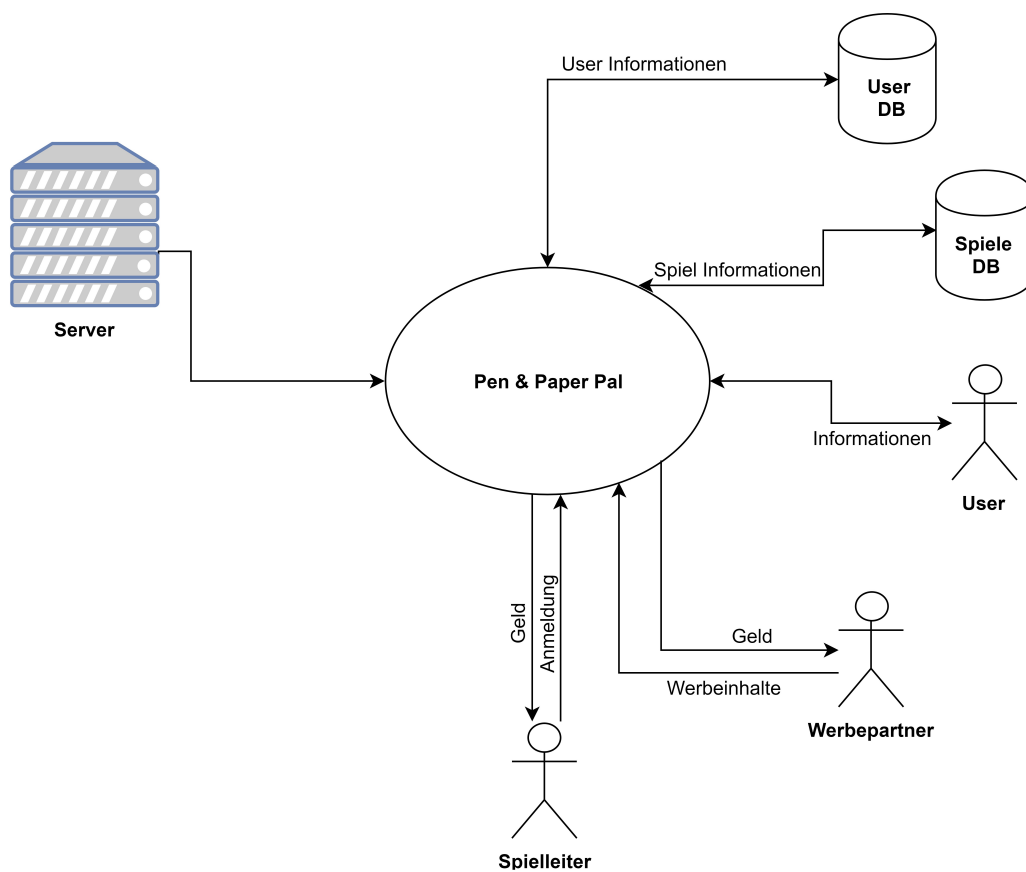 User Informationen
User
DB
Spiele
DB
Spiel Informationen
Server
Pen & Paper Pal
Informationen
User
Geld
Anmeldung
Geld
Werbeinhalte
Werbepartner
Spielleiter